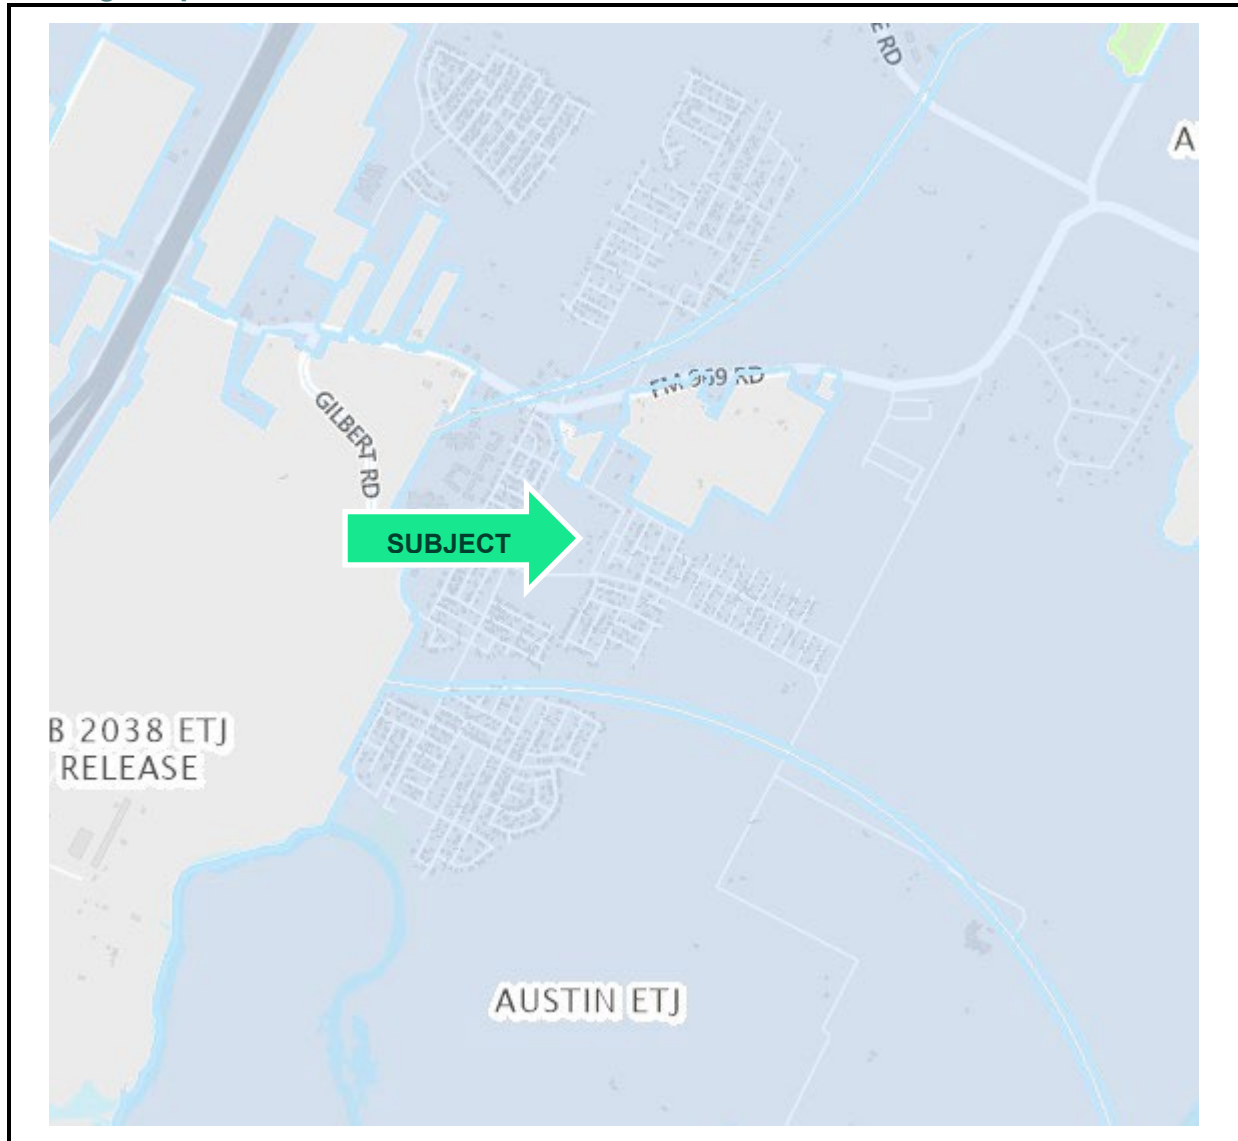 E RD
A
FM 969 RD
GILBERT RD
SUBJECT
B 2038 ETJ
RELEASE
AUSTIN ETJ